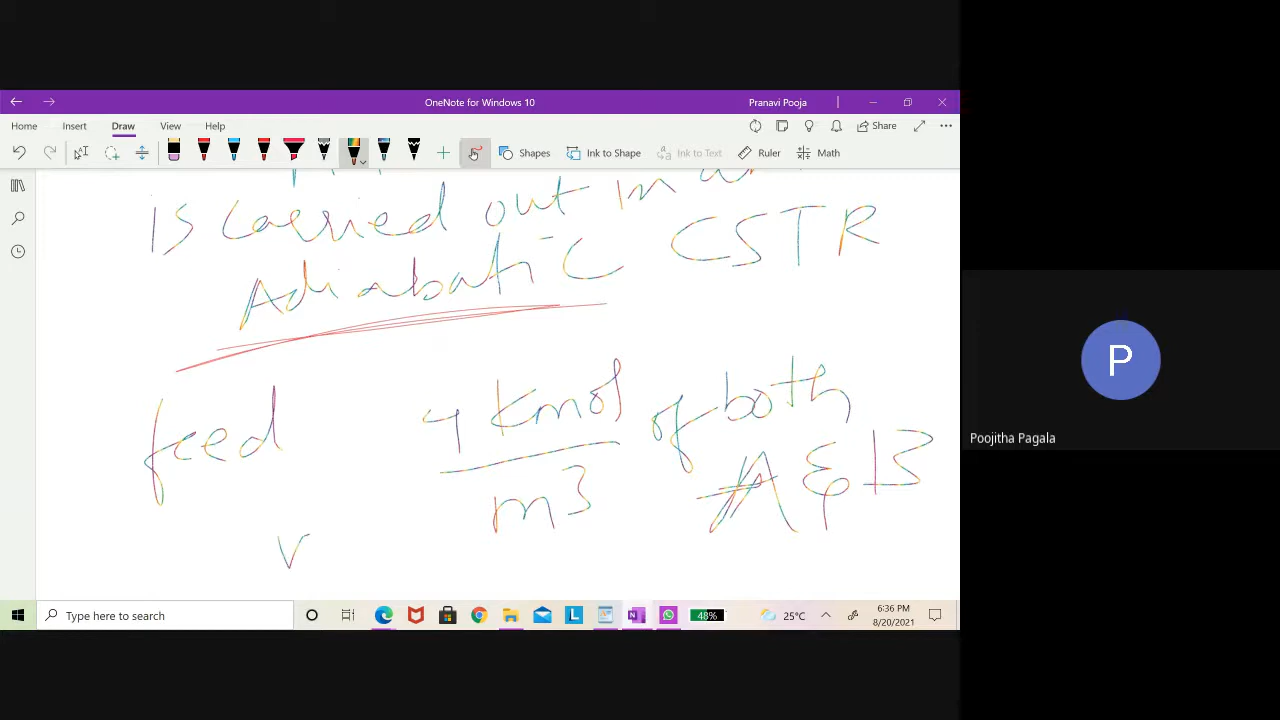 OneNote for Windows 10
Pranavi Pooja
Home Insert Draw View Help
Share
Shapes Ink to Shape Ink to Text Ruler Math
is carried out in
Adiabatic CSTR
feed 4 kmol of both
m3 A & B
v
P
Poojitha Pagala
Type here to search
48%
25°C
6:36 PM
8/20/2021